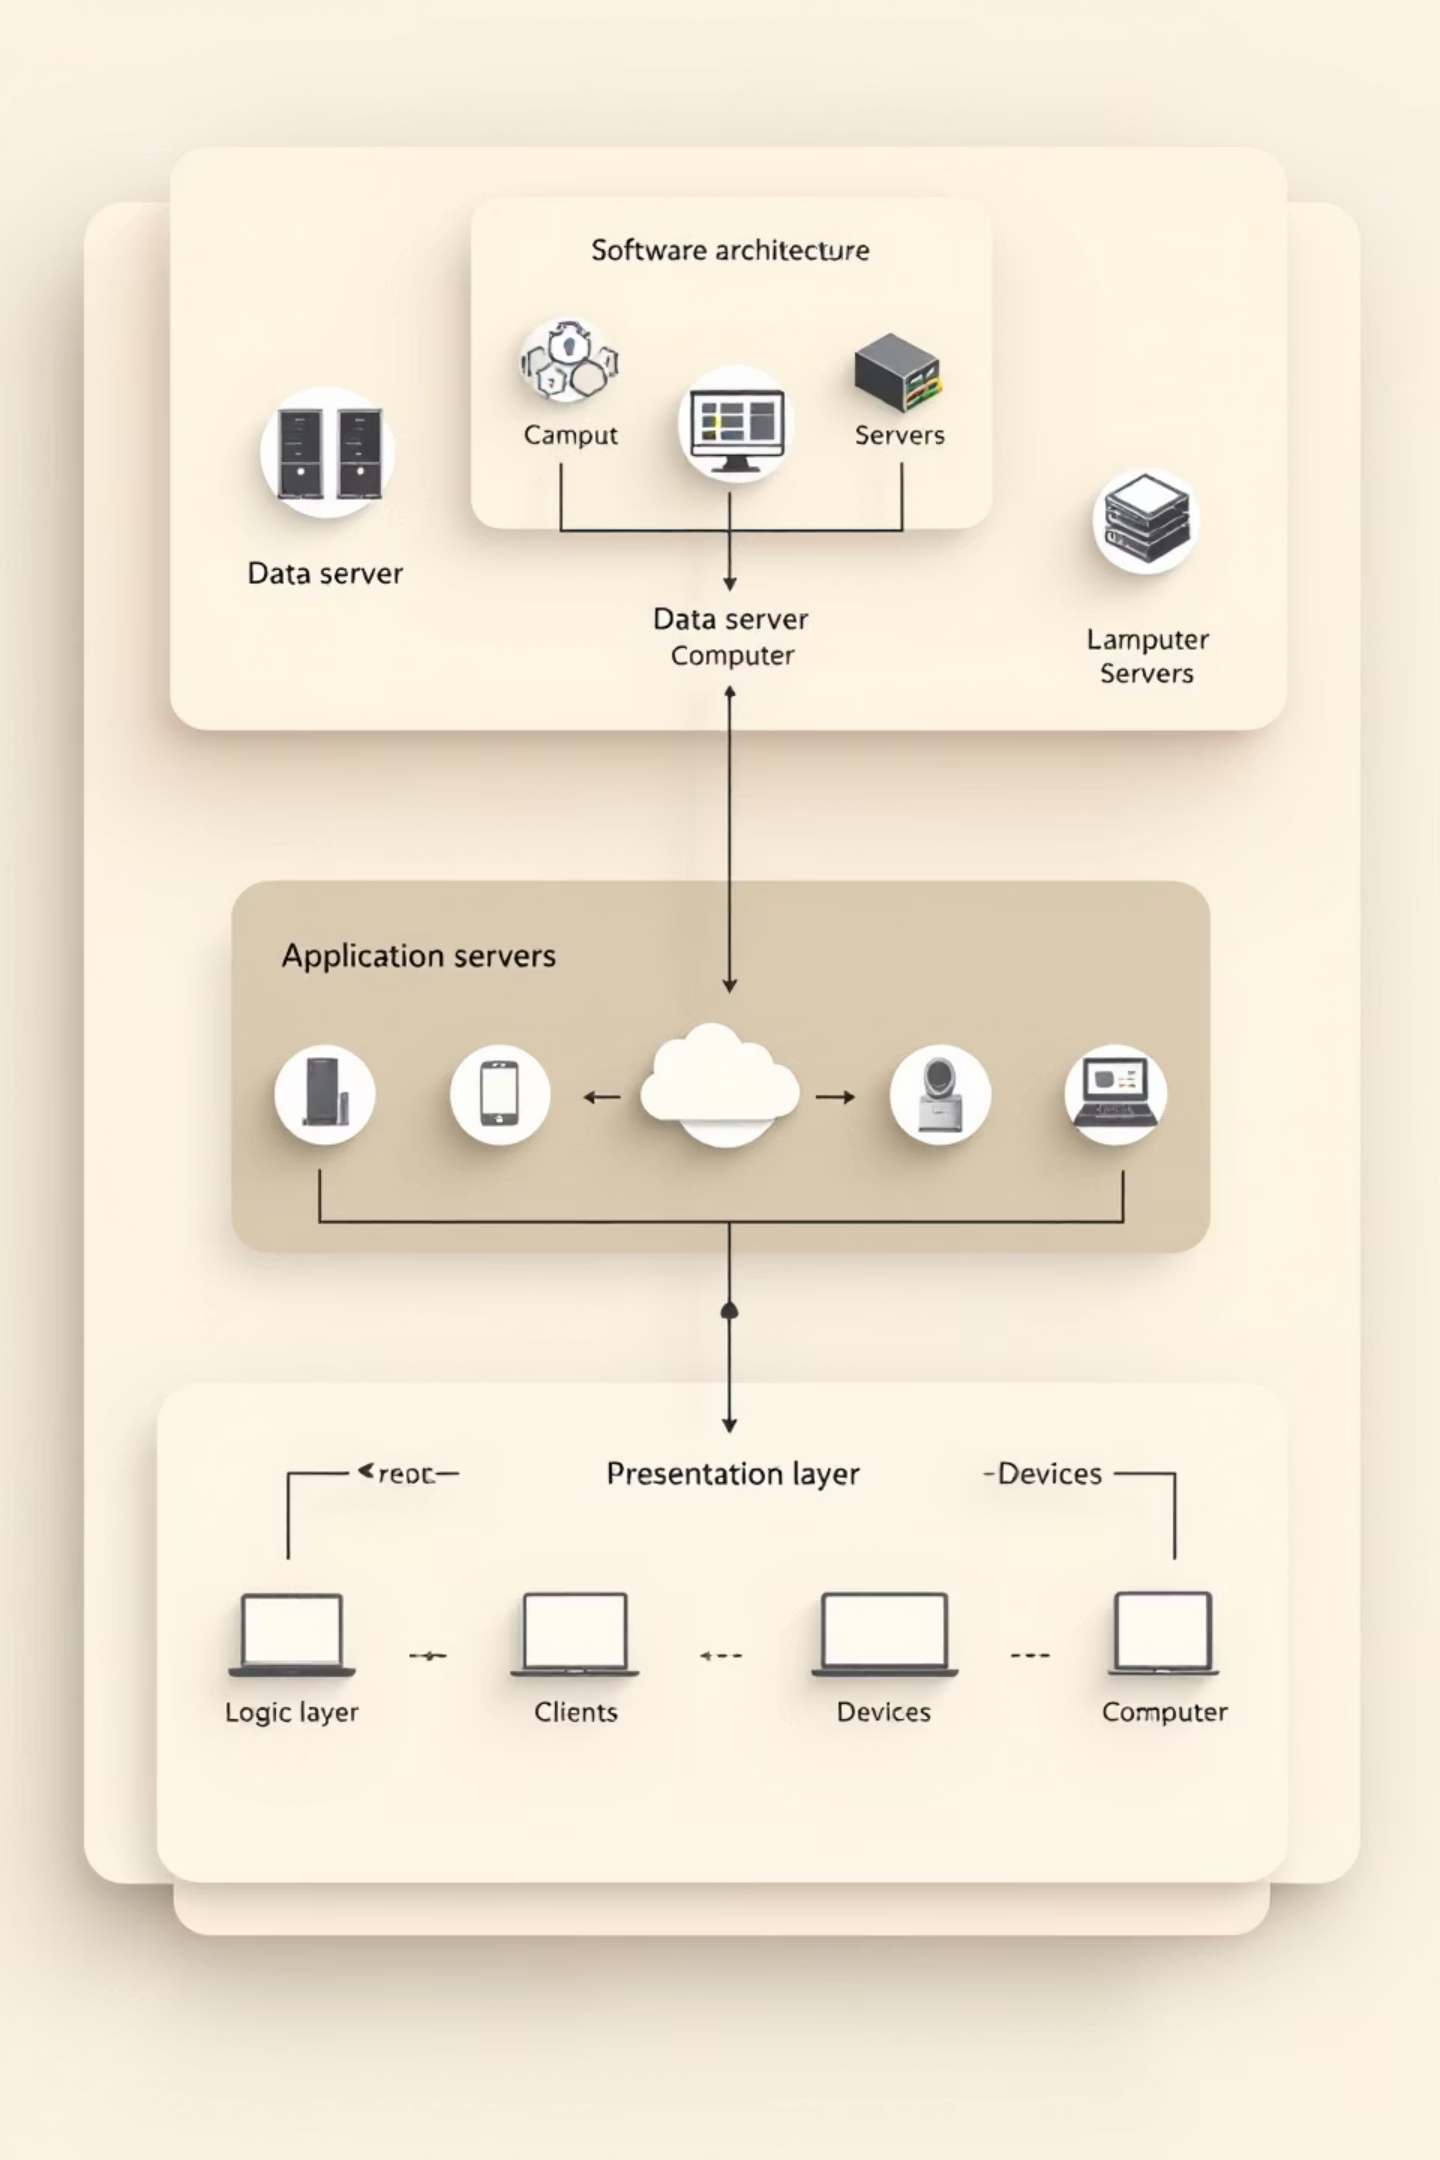 Software architecture
Camput
Servers
Data server
Data server
Computer
Lamputer
Servers
Application servers
Presentation layer
Devices
Logic layer
Clients
Devices
Computer